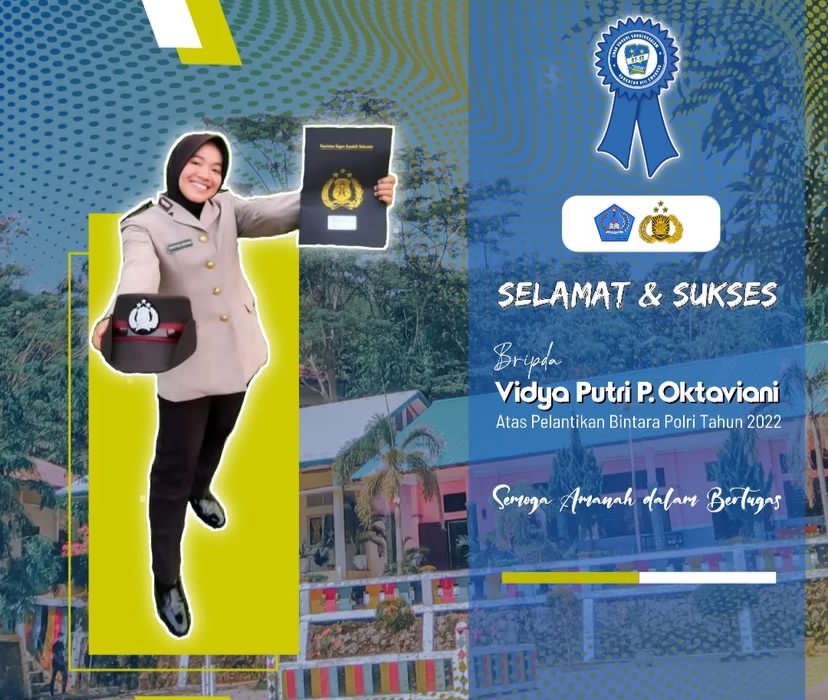 SELAMAT & SUKSES
Bripda
Vidya Putri P. Oktaviani
Atas Pelantikan Bintara Polri Tahun 2022
Semoga Amanah dalam Bertugas